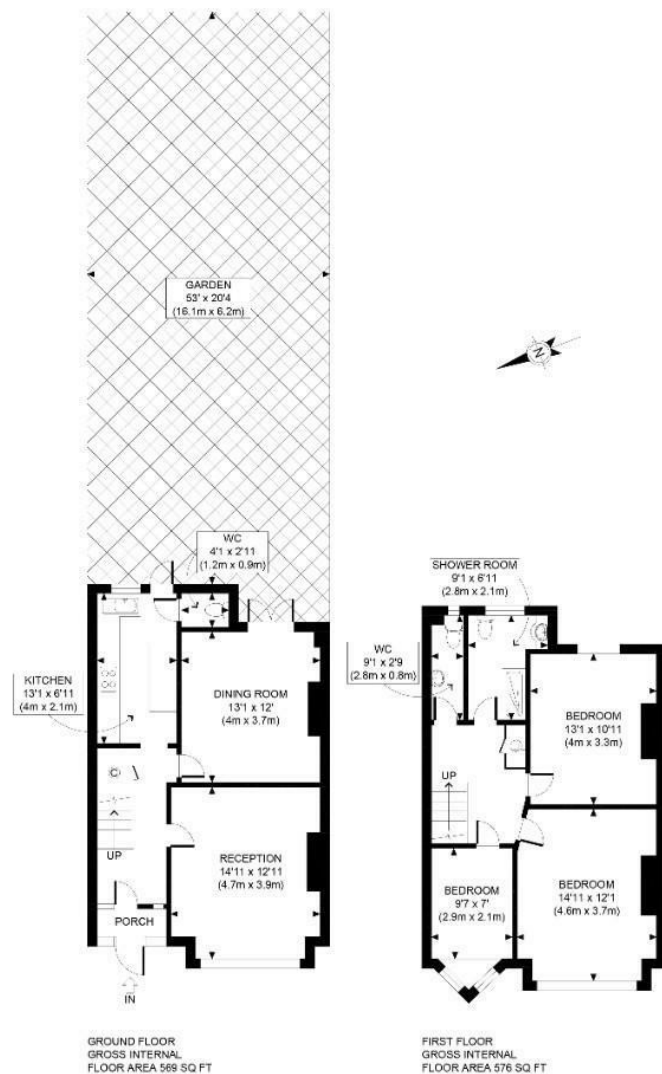 GARDEN
53' x 20'4
(16.1m x 6.2m)
N
WC
4'1 x 2'11
(1.2m x 0.9m)
KITCHEN
13'1 x 6'11
(4m x 2.1m)
DINING ROOM
13'1 x 12'
(4m x 3.7m)
C
UP
RECEPTION
14'11 x 12'11
(4.7m x 3.9m)
PORCH
IN
GROUND FLOOR
GROSS INTERNAL
FLOOR AREA 569 SQ FT
SHOWER ROOM
9'1 x 6'11
(2.8m x 2.1m)
WC
9'1 x 2'9
(2.8m x 0.8m)
BEDROOM
13'1 x 10'11
(4m x 3.3m)
UP
BEDROOM
9'7 x 7'
(2.9m x 2.1m)
BEDROOM
14'11 x 12'1
(4.6m x 3.7m)
FIRST FLOOR
GROSS INTERNAL
FLOOR AREA 576 SQ FT